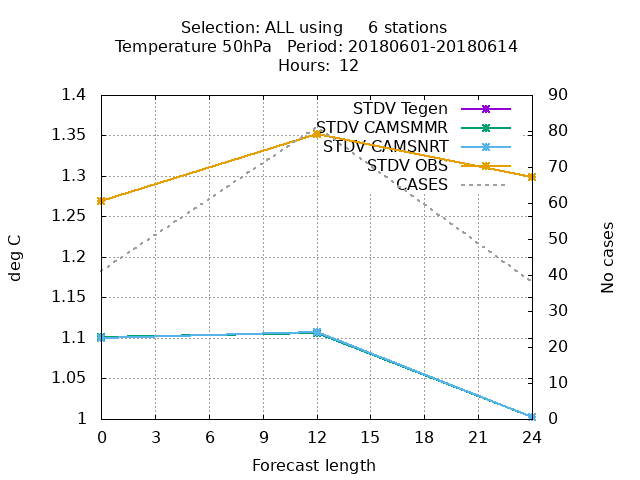 Selection: ALL using     6 stations
Temperature 50hPa   Period: 20180601-20180614
Hours:  12
1.4
1.35
1.3
1.25
1.2
1.15
1.1
1.05
1
deg C
STDV Tegen
STDV CAMSMMR
STDV CAMSNRT
STDV OBS
CASES
90
80
70
60
50
40
30
20
10
0
No cases
0 3 6 9 12 15 18 21 24
Forecast length